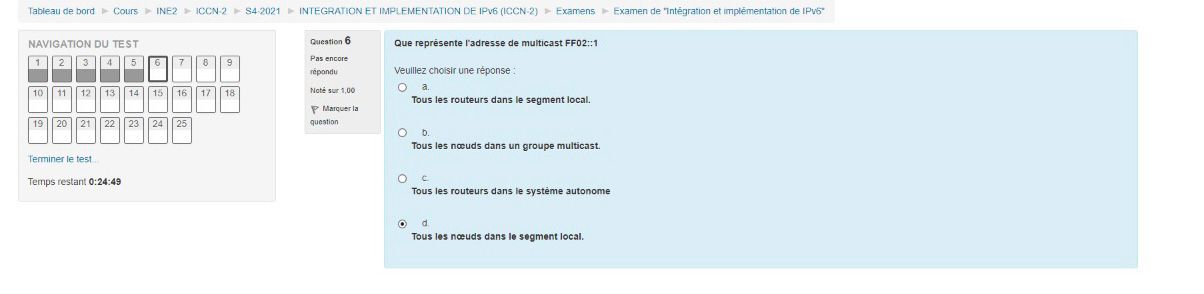 Tableau de bord ► Cours ► INE2 ► ICCN-2 ► S4-2021 ► INTEGRATION ET IMPLEMENTATION DE IPv6 (ICCN-2) ► Examens ► Examen de "Intégration et implémentation de IPv6"
NAVIGATION DU TEST
1 2 3 4 5 6 7 8 9
10 11 12 13 14 15 16 17 18
19 20 21 22 23 24 25
Terminer le test...
Temps restant 0:24:49
Question 6
Pas encore
répondu
Noté sur 1,00
Marquer la
question
Que représente l'adresse de multicast FF02::1
Veuillez choisir une réponse :
a.
Tous les routeurs dans le segment local.
b.
Tous les nœuds dans un groupe multicast.
c.
Tous les routeurs dans le système autonome
d.
Tous les nœuds dans le segment local.